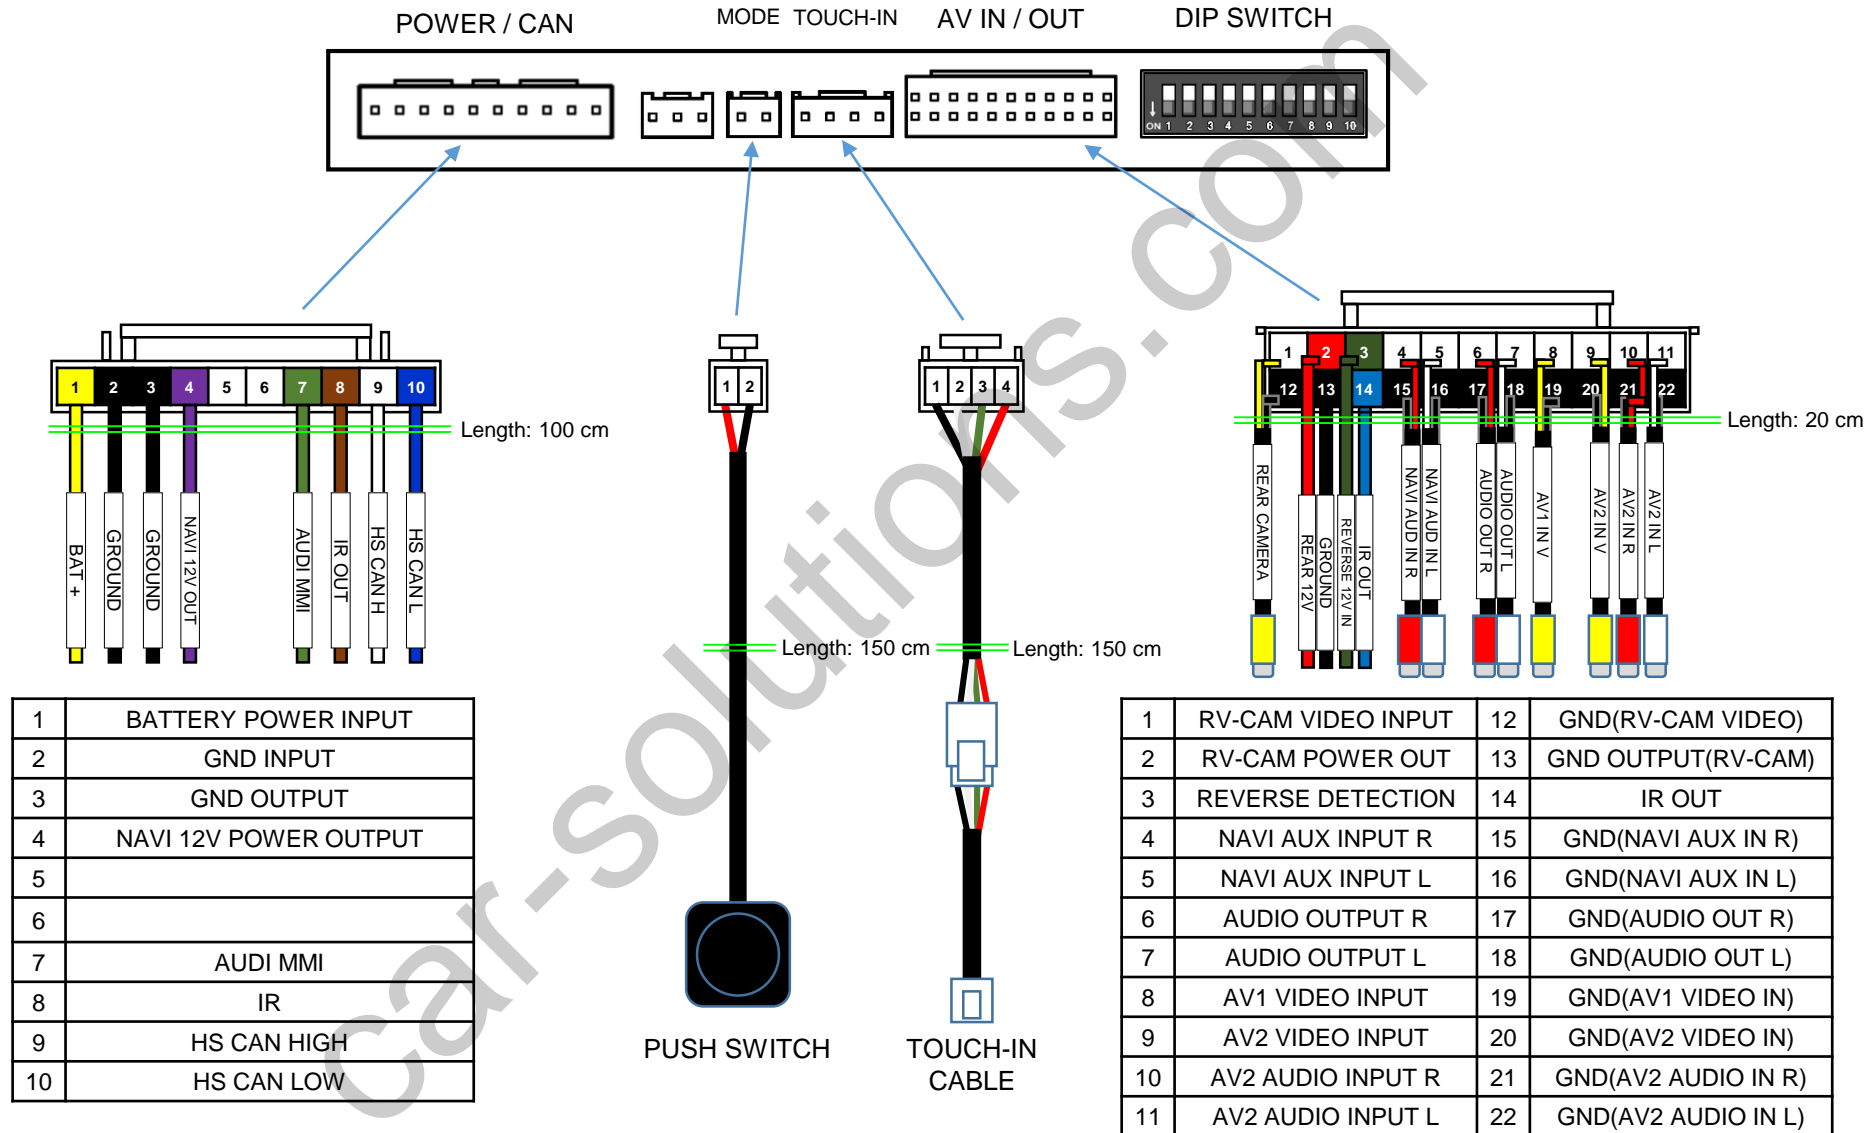 POWER / CAN
MODE
TOUCH-IN
AV IN / OUT
DIP SWITCH
ON 1 2 3 4 5 6 7 8 9 10
1 2 3 4 5 6 7 8 9 10
Length: 100 cm
BAT +
GROUND
GROUND
NAVI 12V OUT
AUDI MMI
IR OUT
HS CAN H
HS CAN L
1 2
Length: 150 cm
PUSH SWITCH
1 2 3 4
Length: 150 cm
TOUCH-IN
CABLE
1 2 3 4 5 6 7 8 9 10 11
12 13 14 15 16 17 18 19 20 21 22
Length: 20 cm
REAR CAMERA
REAR 12V
GROUND
REVERSE 12V IN
IR OUT
NAVI AUD IN R
NAVI AUD IN L
AUDIO OUT R
AUDIO OUT L
AV1 IN V
AV2 IN V
AV2 IN R
AV2 IN L
1 BATTERY POWER INPUT
2 GND INPUT
3 GND OUTPUT
4 NAVI 12V POWER OUTPUT
5
6
7 AUDI MMI
8 IR
9 HS CAN HIGH
10 HS CAN LOW
1 RV-CAM VIDEO INPUT 12 GND(RV-CAM VIDEO)
2 RV-CAM POWER OUT 13 GND OUTPUT(RV-CAM)
3 REVERSE DETECTION 14 IR OUT
4 NAVI AUX INPUT R 15 GND(NAVI AUX IN R)
5 NAVI AUX INPUT L 16 GND(NAVI AUX IN L)
6 AUDIO OUTPUT R 17 GND(AUDIO OUT R)
7 AUDIO OUTPUT L 18 GND(AUDIO OUT L)
8 AV1 VIDEO INPUT 19 GND(AV1 VIDEO IN)
9 AV2 VIDEO INPUT 20 GND(AV2 VIDEO IN)
10 AV2 AUDIO INPUT R 21 GND(AV2 AUDIO IN R)
11 AV2 AUDIO INPUT L 22 GND(AV2 AUDIO IN L)
car-solutions.com